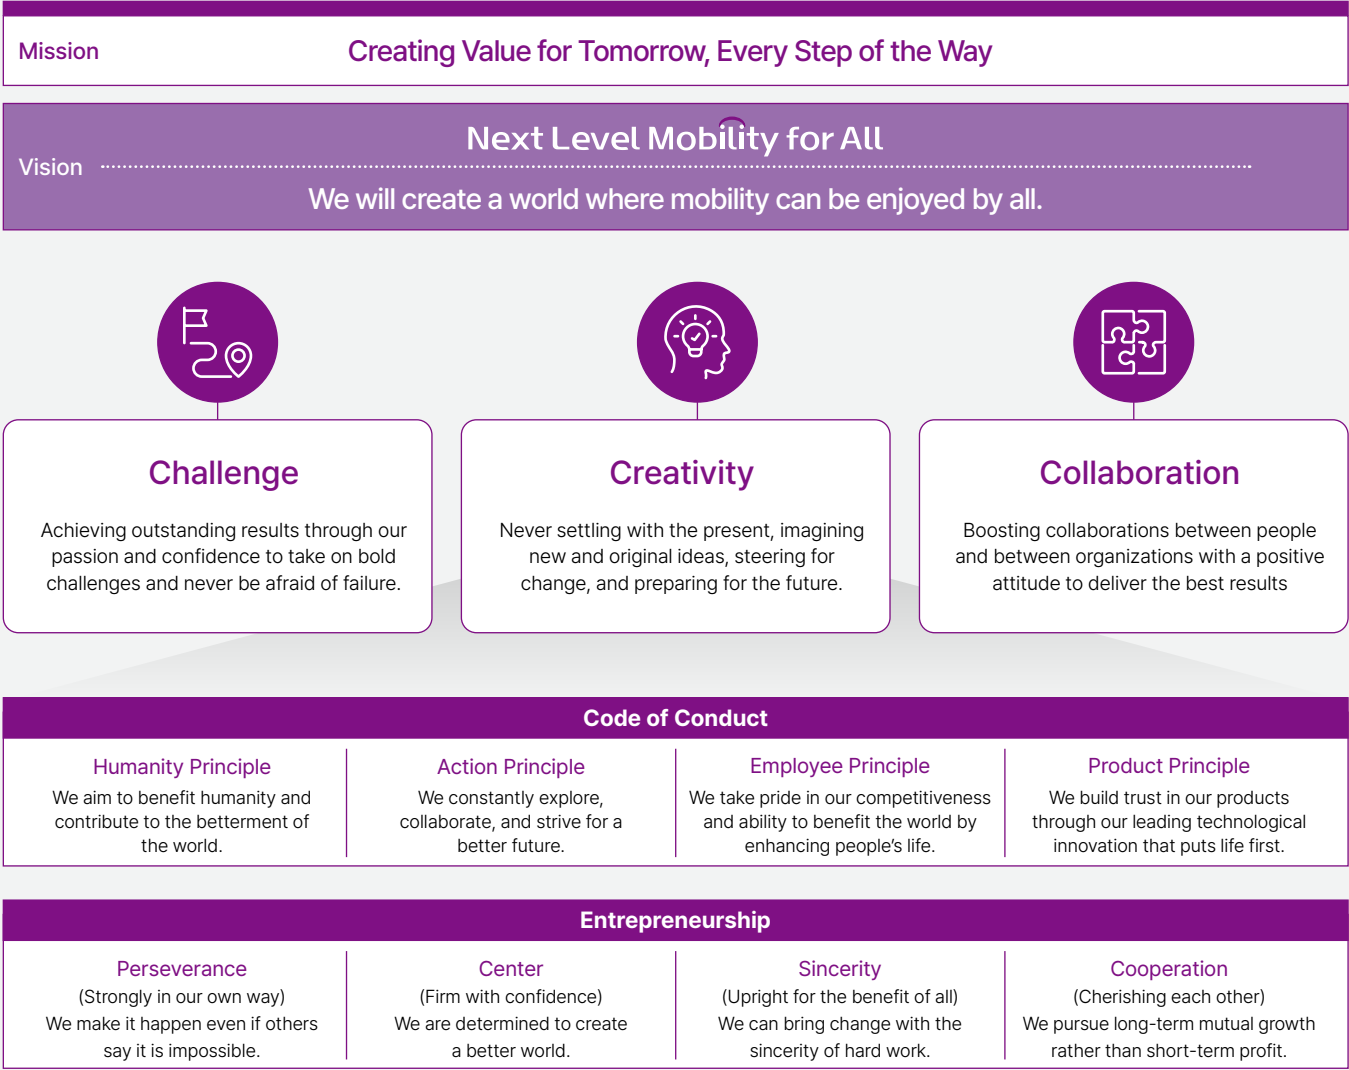 Mission
Creating Value for Tomorrow, Every Step of the Way
Next Level Mobility for All
Vision
We will create a world where mobility can be enjoyed by all.
Challenge
Achieving outstanding results through our
passion and confidence to take on bold
challenges and never be afraid of failure.
Creativity
Never settling with the present, imagining
new and original ideas, steering for
change, and preparing for the future.
Collaboration
Boosting collaborations between people
and between organizations with a positive
attitude to deliver the best results
Code of Conduct
Humanity Principle
We aim to benefit humanity and
contribute to the betterment of
the world.
Action Principle
We constantly explore,
collaborate, and strive for a
better future.
Employee Principle
We take pride in our competitiveness
and ability to benefit the world by
enhancing people's life.
Product Principle
We build trust in our products
through our leading technological
innovation that puts life first.
Entrepreneurship
Perseverance
(Strongly in our own way)
We make it happen even if others
say it is impossible.
Center
(Firm with confidence)
We are determined to create
a better world.
Sincerity
(Upright for the benefit of all)
We can bring change with the
sincerity of hard work.
Cooperation
(Cherishing each other)
We pursue long-term mutual growth
rather than short-term profit.